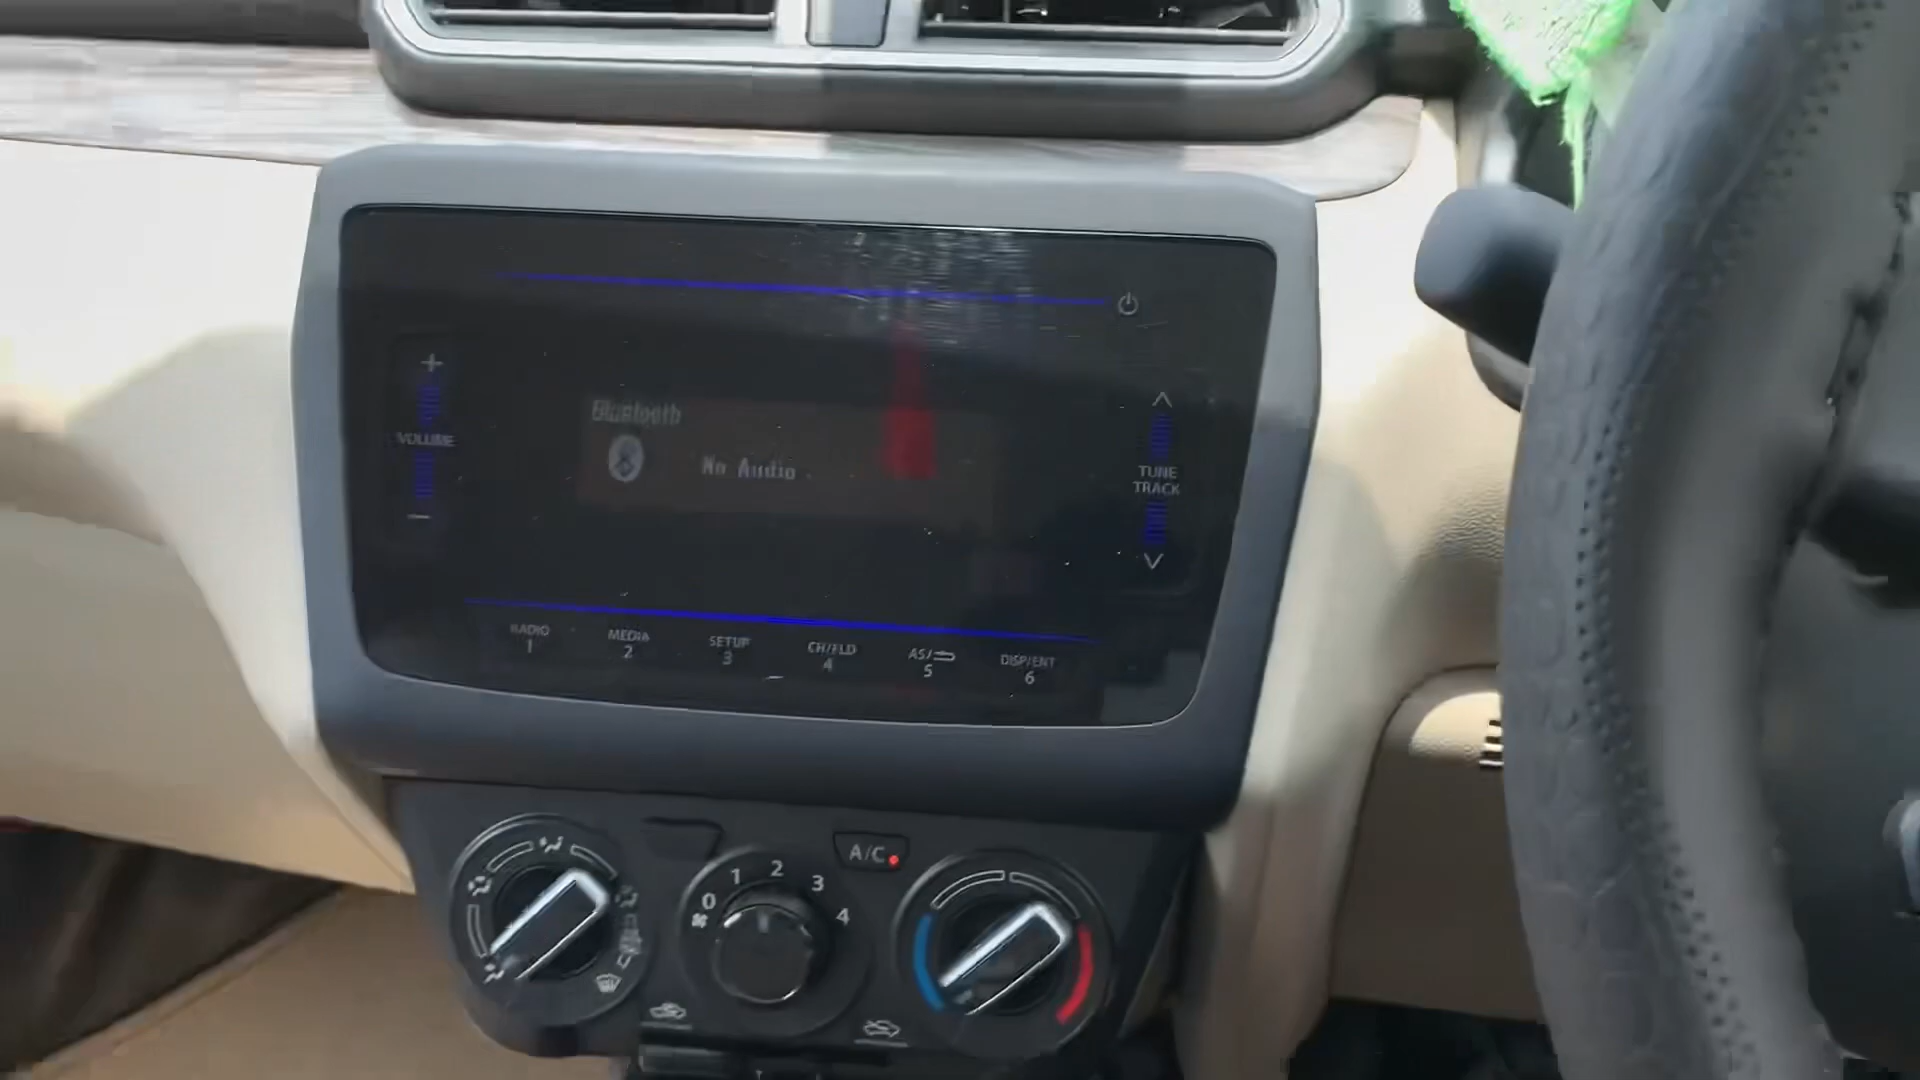 +
VOLUME
−
Bluetooth
No Audio
TUNE
TRACK
RADIO
1
MEDIA
2
SETUP
3
CH/FLD
4
AS/
5
DISP/ENT
6
A/C
0
1
2
3
4